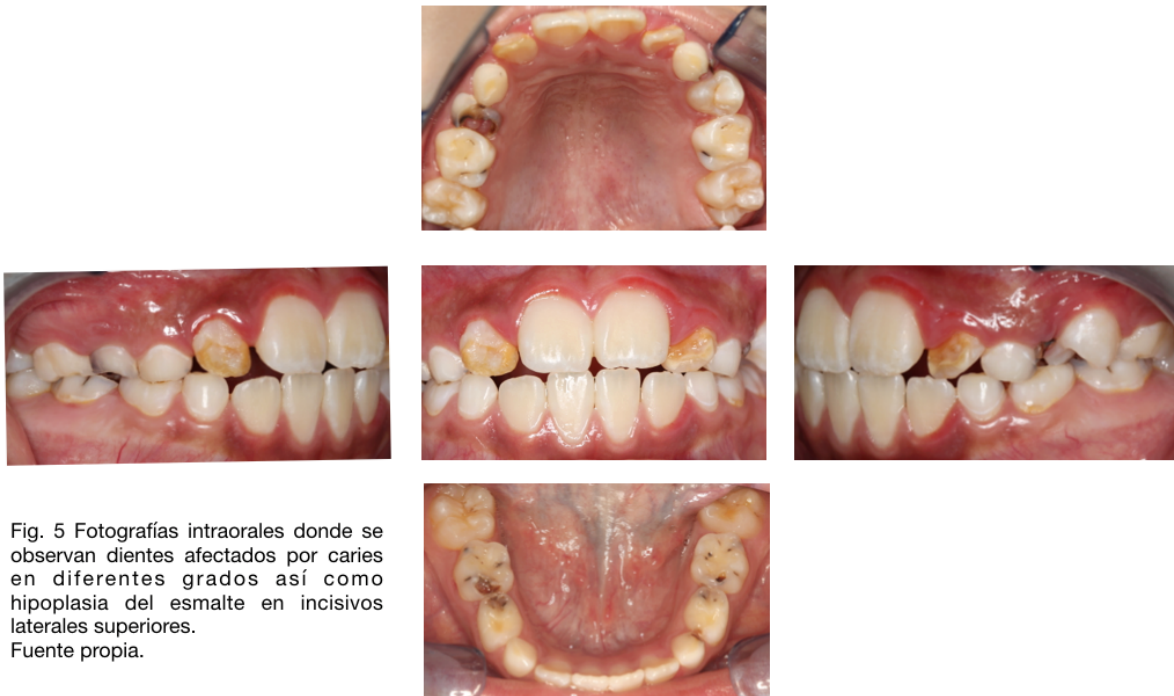 Fig. 5 Fotografías intraorales donde se
observan dientes afectados por caries
en diferentes grados así como
hipoplasia del esmalte en incisivos
laterales superiores.
Fuente propia.